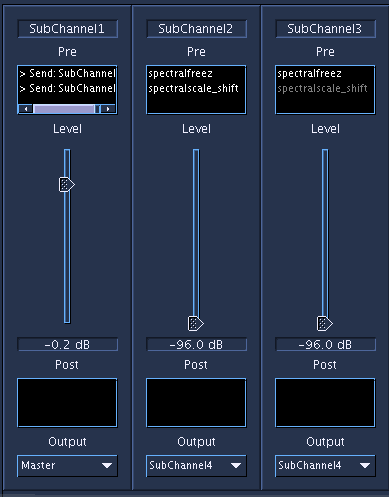 SubChannel1
Pre
> Send: SubChannel
> Send: SubChannel
Level
-0.2 dB
Post
Output
Master
SubChannel2
Pre
spectralfreez
spectralscale_shift
Level
-96.0 dB
Post
Output
SubChannel4
SubChannel3
Pre
spectralfreez
spectralscale_shift
Level
-96.0 dB
Post
Output
SubChannel4